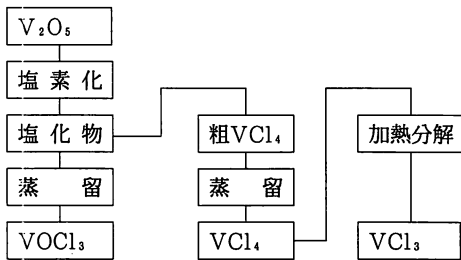 V₂O₅
塩素化
塩化物
蒸留
VOCl₃
粗VCl₄
蒸留
VCl₄
加熱分解
VCl₃